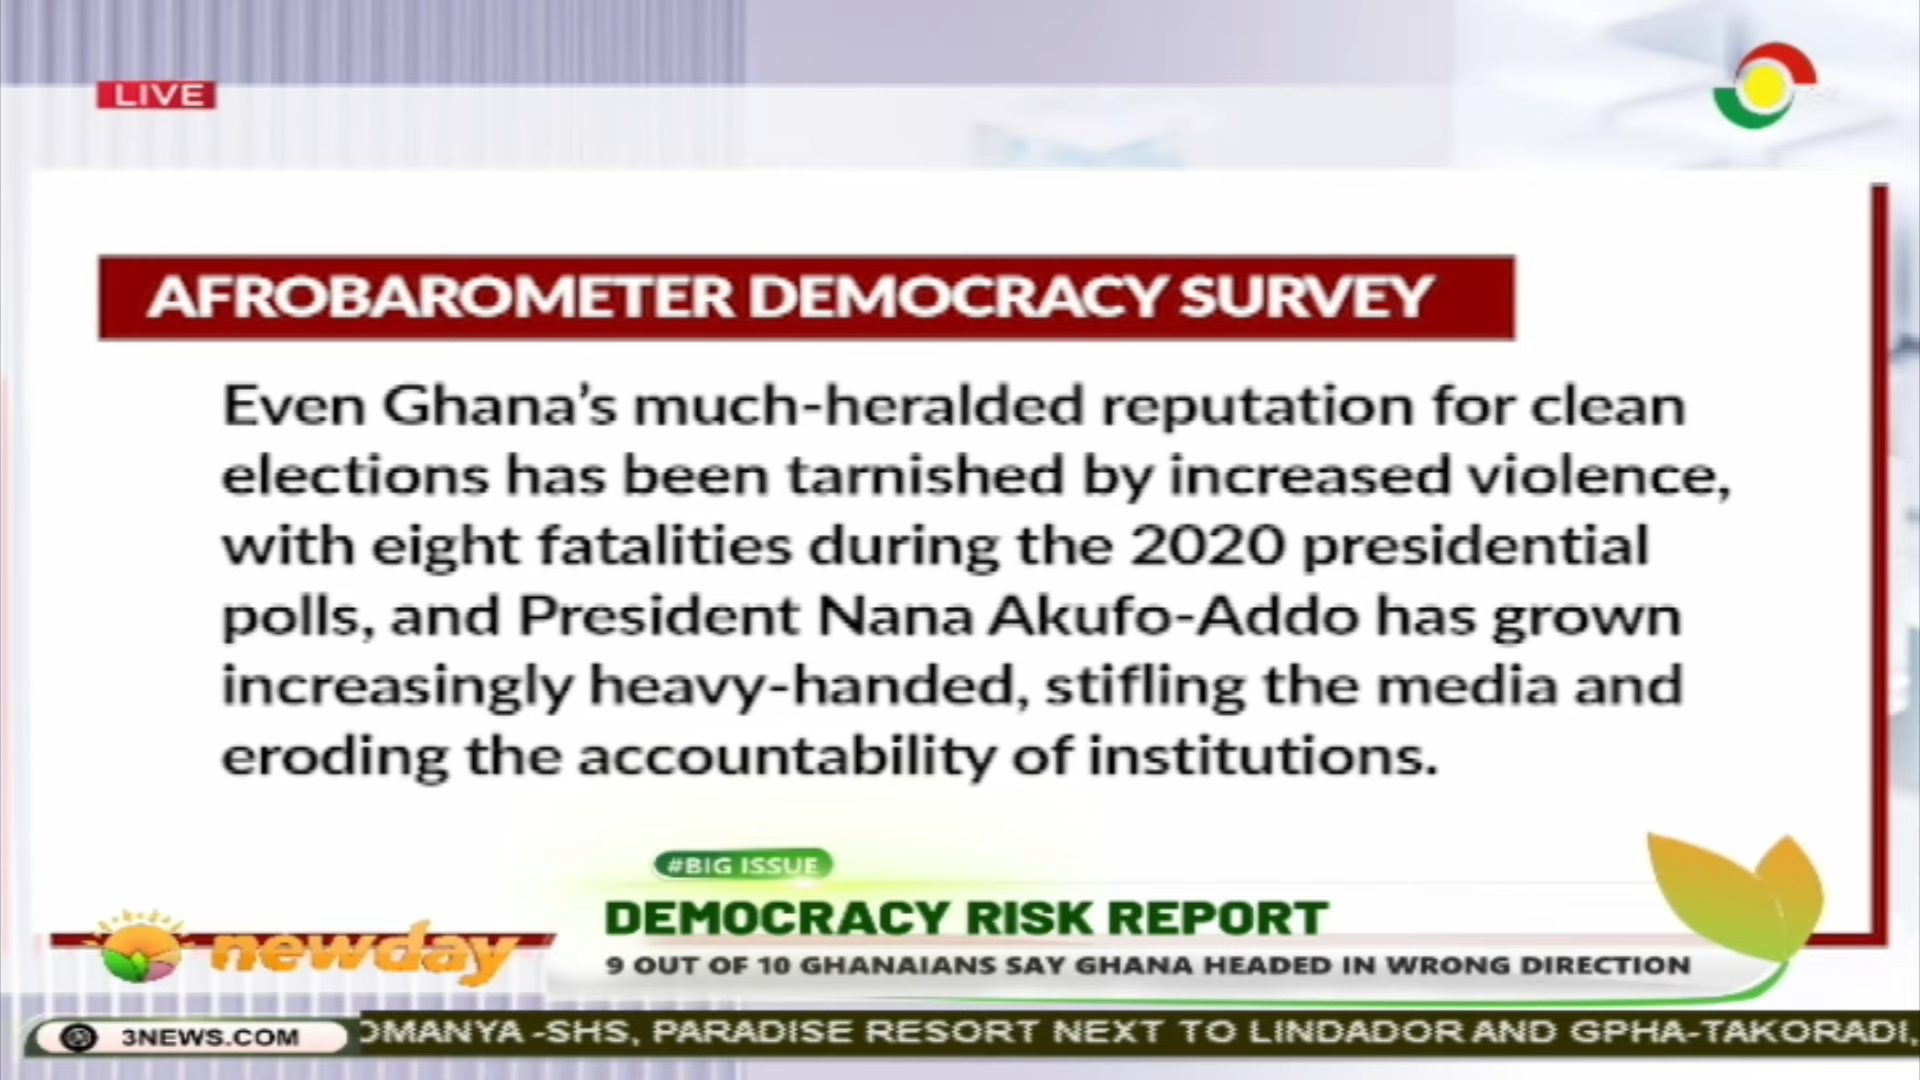 LIVE
AFROBAROMETER DEMOCRACY SURVEY
Even Ghana's much-heralded reputation for clean
elections has been tarnished by increased violence,
with eight fatalities during the 2020 presidential
polls, and President Nana Akufo-Addo has grown
increasingly heavy-handed, stifling the media and
eroding the accountability of institutions.
#BIG ISSUE
DEMOCRACY RISK REPORT
newday
9 OUT OF 10 GHANAIANS SAY GHANA HEADED IN WRONG DIRECTION
3NEWS.COM
OMANYA -SHS, PARADISE RESORT NEXT TO LINDADOR AND GPHA-TAKORADI,